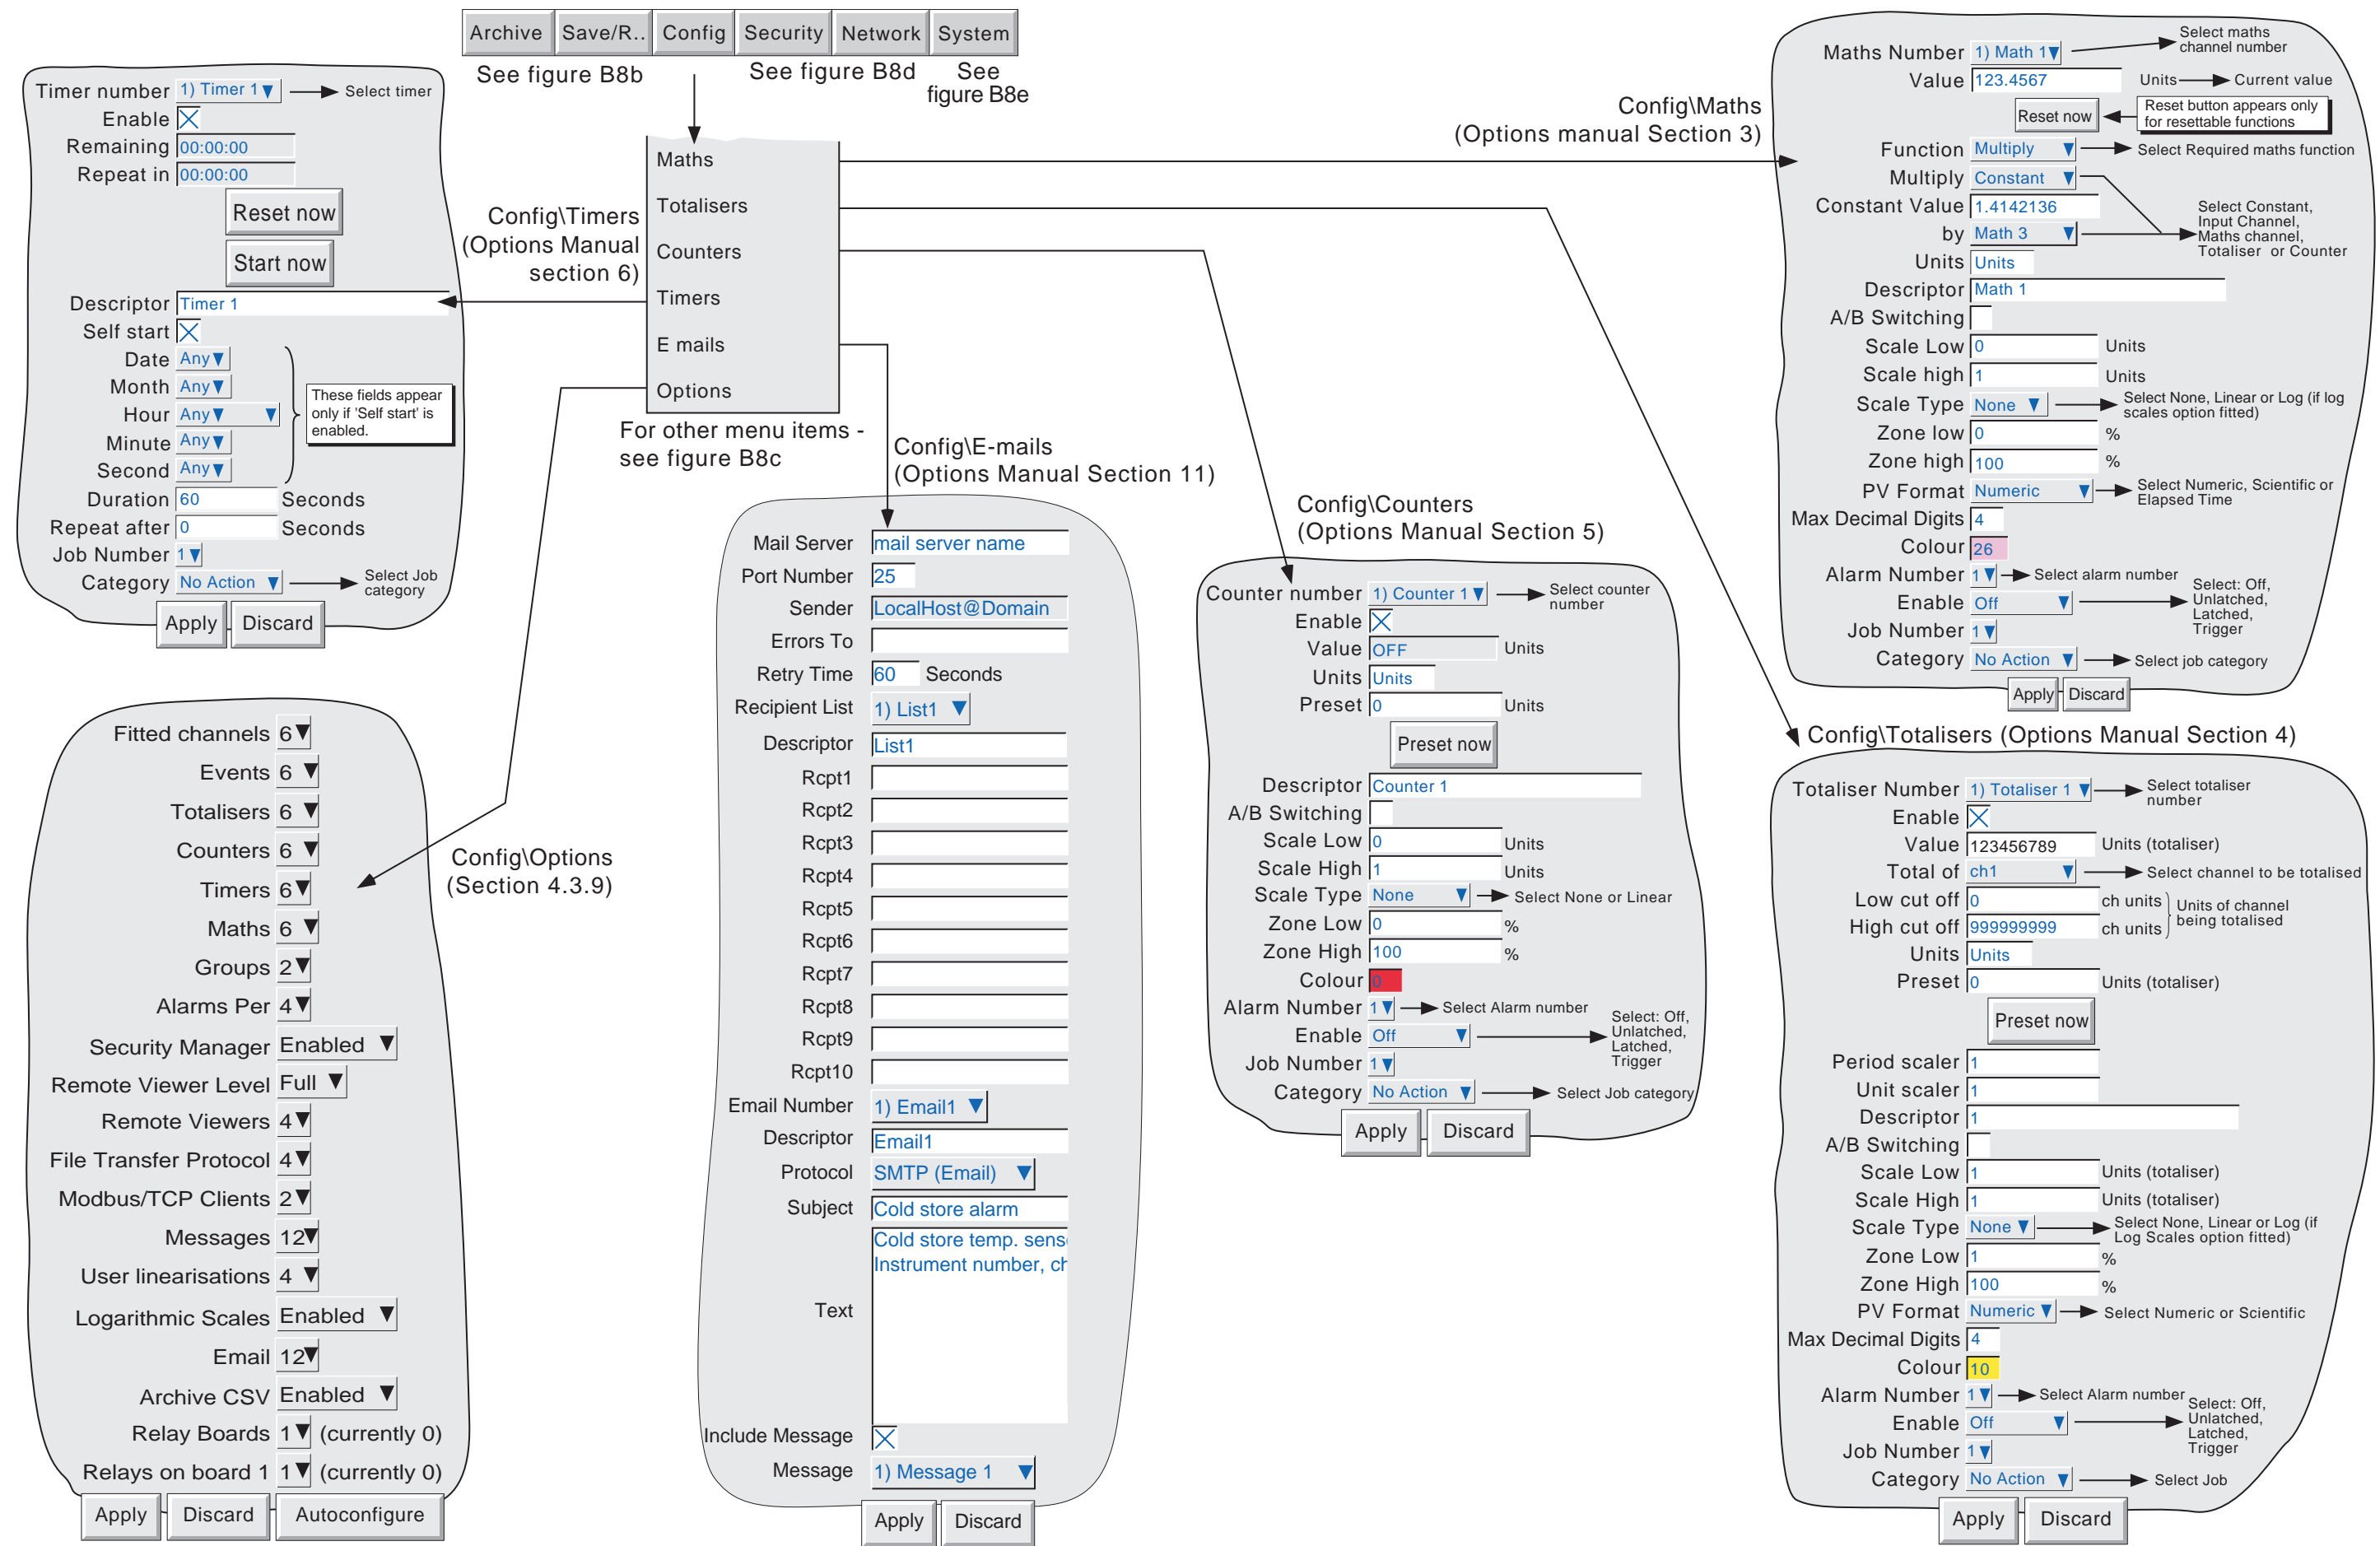 Archive Save/R.. Config Security Network System
See figure B8b
See figure B8d
See
figure B8e
Timer number 1) Timer 1 Select timer
Enable
Remaining 00:00:00
Repeat in 00:00:00
Reset now
Start now
Descriptor Timer 1
Self start
Date Any
Month Any
Hour Any
Minute Any
Second Any
These fields appear
only if 'Self start' is
enabled.
Duration 60 Seconds
Repeat after 0 Seconds
Job Number 1
Category No Action Select Job
category
Apply Discard
Config\Timers
(Options Manual
section 6)
Maths
Totalisers
Counters
Timers
E mails
Options
For other menu items -
see figure B8c
Config\Options
(Section 4.3.9)
Fitted channels 6
Events 6
Totalisers 6
Counters 6
Timers 6
Maths 6
Groups 2
Alarms Per 4
Security Manager Enabled
Remote Viewer Level Full
Remote Viewers 4
File Transfer Protocol 4
Modbus/TCP Clients 2
Messages 12
User linearisations 4
Logarithmic Scales Enabled
Email 12
Archive CSV Enabled
Relay Boards 1 (currently 0)
Relays on board 1 1 (currently 0)
Apply Discard Autoconfigure
Config\E-mails
(Options Manual Section 11)
Mail Server mail server name
Port Number 25
Sender LocalHost@Domain
Errors To
Retry Time 60 Seconds
Recipient List 1) List1
Descriptor List1
Rcpt1
Rcpt2
Rcpt3
Rcpt4
Rcpt5
Rcpt6
Rcpt7
Rcpt8
Rcpt9
Rcpt10
Email Number 1) Email1
Descriptor Email1
Protocol SMTP (Email)
Subject Cold store alarm
Cold store temp. sens
Instrument number, ch
Text
Include Message
Message 1) Message 1
Apply Discard
Config\Counters
(Options Manual Section 5)
Counter number 1) Counter 1 Select counter
number
Enable
Value OFF Units
Units Units
Preset 0 Units
Preset now
Descriptor Counter 1
A/B Switching
Scale Low 0 Units
Scale High 1 Units
Scale Type None Select None or Linear
Zone Low 0 %
Zone High 100 %
Colour 0
Alarm Number 1 Select Alarm number
Enable Off Select: Off,
Unlatched,
Latched,
Trigger
Job Number 1
Category No Action Select Job category
Apply Discard
Config\Maths
(Options manual Section 3)
Maths Number 1) Math 1 Select maths
channel number
Value 123.4567 Units Current value
Reset now Reset button appears only
for resettable functions
Function Multiply Select Required maths function
Multiply Constant
Constant Value 1.4142136
by Math 3
Select Constant,
Input Channel,
Maths channel,
Totaliser or Counter
Units Units
Descriptor Math 1
A/B Switching
Scale Low 0 Units
Scale high 1 Units
Scale Type None Select None, Linear or Log (if log
scales option fitted)
Zone low 0 %
Zone high 100 %
PV Format Numeric Select Numeric, Scientific or
Elapsed Time
Max Decimal Digits 4
Colour 26
Alarm Number 1 Select alarm number
Enable Off Select: Off,
Unlatched,
Latched,
Trigger
Job Number 1
Category No Action Select job category
Apply Discard
Config\Totalisers (Options Manual Section 4)
Totaliser Number 1) Totaliser 1 Select totaliser
number
Enable
Value 123456789 Units (totaliser)
Total of ch1 Select channel to be totalised
Low cut off 0 ch units
High cut off 999999999 ch units
Units of channel
being totalised
Units Units
Preset 0 Units (totaliser)
Preset now
Period scaler 1
Unit scaler 1
Descriptor 1
A/B Switching
Scale Low 1 Units (totaliser)
Scale High 1 Units (totaliser)
Scale Type None Select None, Linear or Log (if
Log Scales option fitted)
Zone Low 1 %
Zone High 100 %
PV Format Numeric Select Numeric or Scientific
Max Decimal Digits 4
Colour 10
Alarm Number 1 Select Alarm number
Enable Off Select: Off,
Unlatched,
Latched,
Trigger
Job Number 1
Category No Action Select Job
Apply Discard